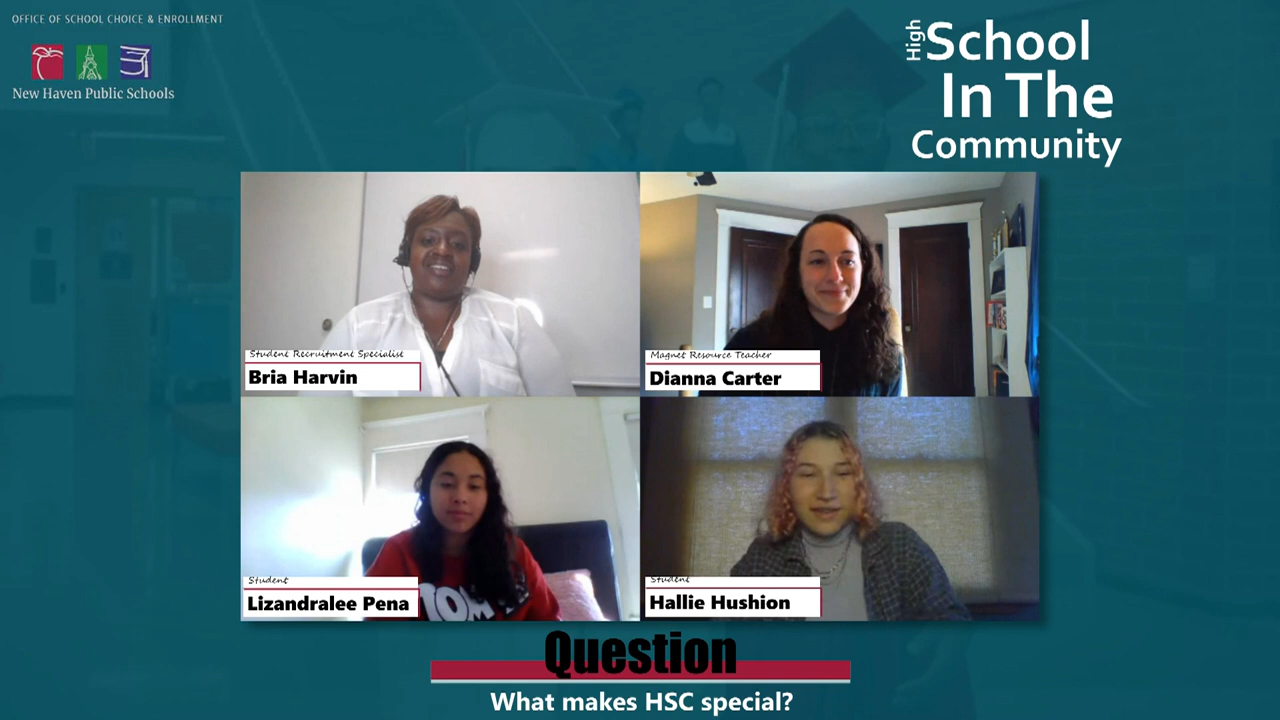 OFFICE OF SCHOOL CHOICE & ENROLLMENT
New Haven Public Schools
High School
In The
Community
Student Recruitment Specialist
Bria Harvin
Magnet Resource Teacher
Dianna Carter
Student
Lizandralee Pena
TOM
Student
Hallie Hushion
Question
What makes HSC special?